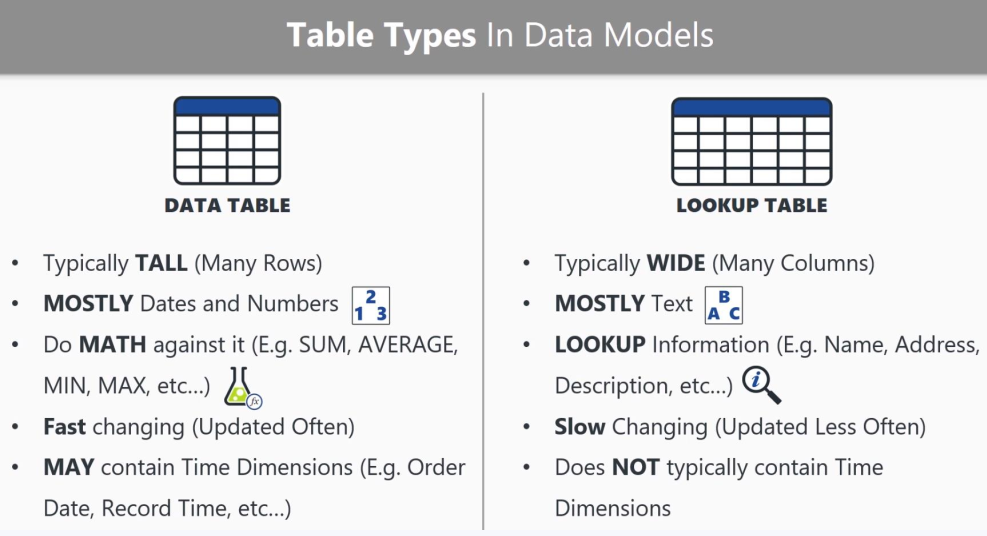 Table Types In Data Models
DATA TABLE
• Typically TALL (Many Rows)
• MOSTLY Dates and Numbers 1 2 3
• Do MATH against it (E.g. SUM, AVERAGE,
MIN, MAX, etc...) fx
• Fast changing (Updated Often)
• MAY contain Time Dimensions (E.g. Order
Date, Record Time, etc...)
LOOKUP TABLE
• Typically WIDE (Many Columns)
• MOSTLY Text A B C
• LOOKUP Information (E.g. Name, Address,
Description, etc...) i
• Slow Changing (Updated Less Often)
• Does NOT typically contain Time
Dimensions